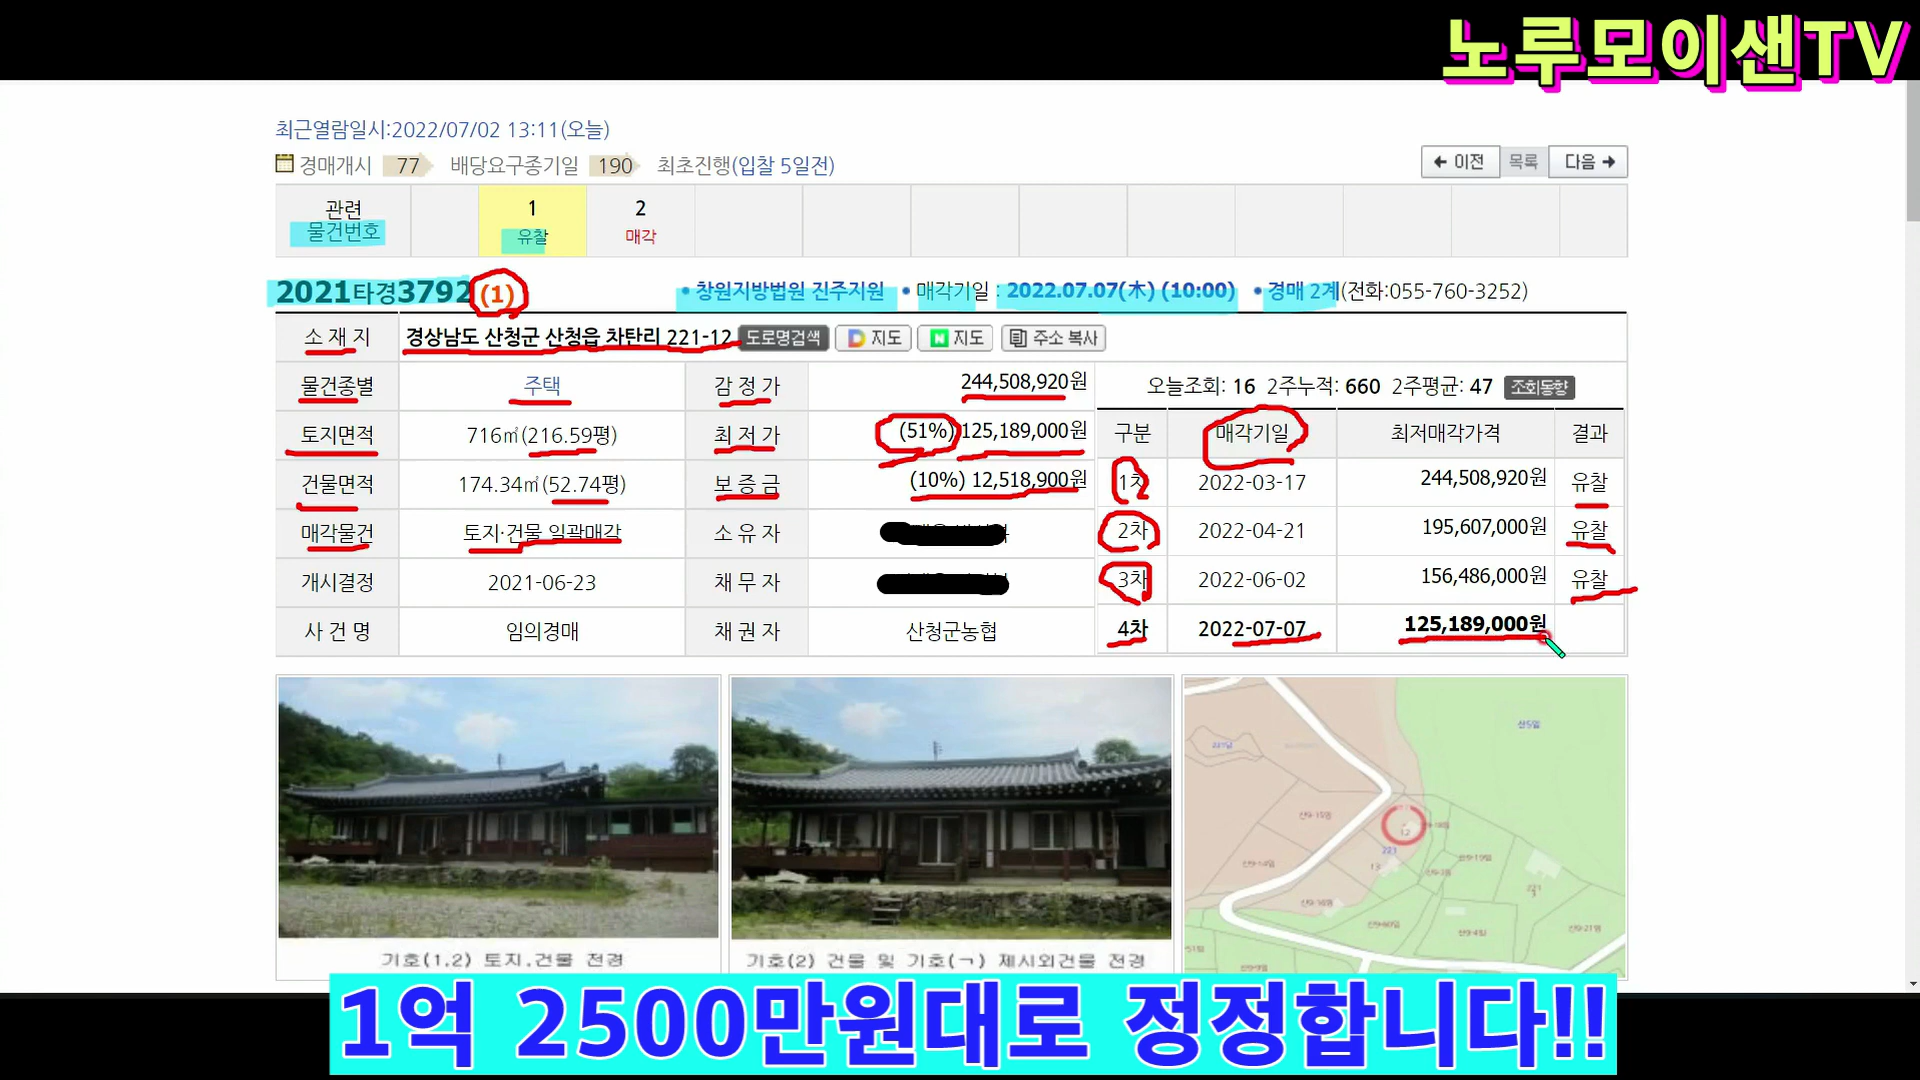 노루모이샌TV
최근열람일시:2022/07/02 13:11(오늘)
경매개시 77 배당요구종기일 190 최초진행(입찰 5일전)
이전 목록 다음
관련 물건번호
1 유찰
2 매각
2021타경3792 (1)
• 창원지방법원 진주지원 • 매각기일 : 2022.07.07(木) (10:00) • 경매 2계(전화:055-760-3252)
소재지 경상남도 산청군 산청읍 차탄리 221-12 도로명검색 D 지도 N 지도 주소 복사
물건종별 주택 감정가 244,508,920원
오늘조회: 16 2주누적: 660 2주평균: 47 조회동향
토지면적 716㎡(216.59평) 최저가 (51%) 125,189,000원
구분 매각기일 최저매각가격 결과
건물면적 174.34㎡(52.74평) 보증금 (10%) 12,518,900원
1차 2022-03-17 244,508,920원 유찰
매각물건 토지·건물 일괄매각 소유자
2차 2022-04-21 195,607,000원 유찰
개시결정 2021-06-23 채무자
3차 2022-06-02 156,486,000원 유찰
사건명 임의경매 채권자 산청군농협
4차 2022-07-07 125,189,000원
산5임
12
223
13
기호(1.2) 토지.건물 전경
기호(2) 건물 및 기호(ㄱ) 제시외건물 전경
1억 2500만원대로 정정합니다!!